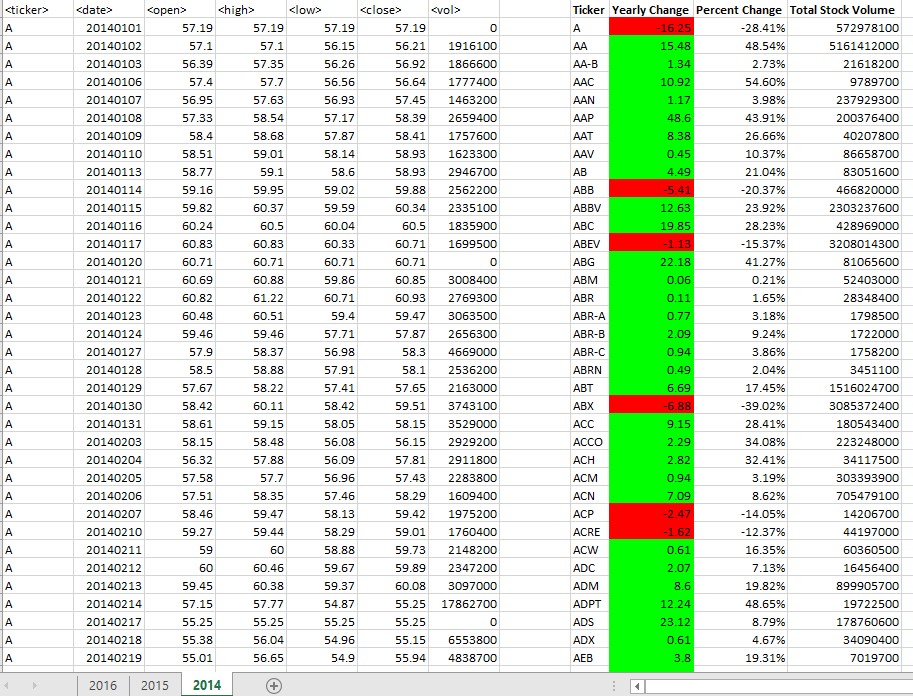 <ticker> <date> <open> <high> <low> <close> <vol> Ticker Yearly Change Percent Change Total Stock Volume
A 20140101 57.19 57.19 57.19 57.19 0 A -16.25 -28.41% 572978100
A 20140102 57.1 57.1 56.15 56.21 1916100 AA 15.48 48.54% 5161412000
A 20140103 56.39 57.35 56.26 56.92 1866600 AA-B 1.34 2.73% 21618200
A 20140106 57.4 57.7 56.56 56.64 1777400 AAC 10.92 54.60% 9789700
A 20140107 56.95 57.63 56.93 57.45 1463200 AAN 1.17 3.98% 237929300
A 20140108 57.33 58.54 57.17 58.39 2659400 AAP 48.6 43.91% 200376400
A 20140109 58.4 58.68 57.87 58.41 1757600 AAT 8.38 26.66% 40207800
A 20140110 58.51 59.01 58.14 58.93 1623300 AAV 0.45 10.37% 86658700
A 20140113 58.77 59.1 58.6 58.93 2946700 AB 4.49 21.04% 83051600
A 20140114 59.16 59.95 59.02 59.88 2562200 ABB -5.41 -20.37% 466820000
A 20140115 59.82 60.37 59.59 60.34 2335100 ABBV 12.63 23.92% 2303237600
A 20140116 60.24 60.5 60.04 60.5 1835900 ABC 19.85 28.23% 428969000
A 20140117 60.83 60.83 60.33 60.71 1699500 ABEV -1.13 -15.37% 3208014300
A 20140120 60.71 60.71 60.71 60.71 0 ABG 22.18 41.27% 81065600
A 20140121 60.69 60.88 59.86 60.85 3008400 ABM 0.06 0.21% 52403000
A 20140122 60.82 61.22 60.71 60.93 2769300 ABR 0.11 1.65% 28348400
A 20140123 60.48 60.51 59.4 59.47 3063500 ABR-A 0.77 3.18% 1798500
A 20140124 59.46 59.46 57.71 57.87 2656300 ABR-B 2.09 9.24% 1722000
A 20140127 57.9 58.37 56.98 58.3 4669000 ABR-C 0.94 3.86% 1758200
A 20140128 58.5 58.88 57.91 58.1 2536200 ABRN 0.49 2.04% 3451100
A 20140129 57.67 58.22 57.41 57.65 2163000 ABT 6.69 17.45% 1516024700
A 20140130 58.42 60.11 58.42 59.51 3743100 ABX -6.88 -39.02% 3085372400
A 20140131 58.61 59.15 58.05 58.15 3529000 ACC 9.15 28.41% 180543400
A 20140203 58.15 58.48 56.08 56.15 2929200 ACCO 2.29 34.08% 223248000
A 20140204 56.32 57.88 56.09 57.81 2911800 ACH 2.82 32.41% 34117500
A 20140205 57.58 57.7 56.96 57.43 2283800 ACM 0.94 3.19% 303393900
A 20140206 57.51 58.35 57.46 58.29 1609400 ACN 7.09 8.62% 705479100
A 20140207 58.46 59.47 58.13 59.42 1975200 ACP -2.47 -14.05% 14206700
A 20140210 59.27 59.44 58.29 59.01 1760400 ACRE -1.62 -12.37% 44197000
A 20140211 59 60 58.88 59.73 2148200 ACW 0.61 16.35% 60360500
A 20140212 60 60.46 59.67 59.89 2347200 ADC 2.07 7.13% 16456400
A 20140213 59.45 60.38 59.37 60.08 3097000 ADM 8.6 19.82% 899905700
A 20140214 57.15 57.77 54.87 55.25 17862700 ADPT 12.24 48.65% 19722500
A 20140217 55.25 55.25 55.25 55.25 0 ADS 23.12 8.79% 178760600
A 20140218 55.38 56.04 54.96 55.15 6553800 ADX 0.61 4.67% 34090400
A 20140219 55.01 56.65 54.9 55.94 4838700 AEB 3.8 19.31% 7019700
2016 2015 2014